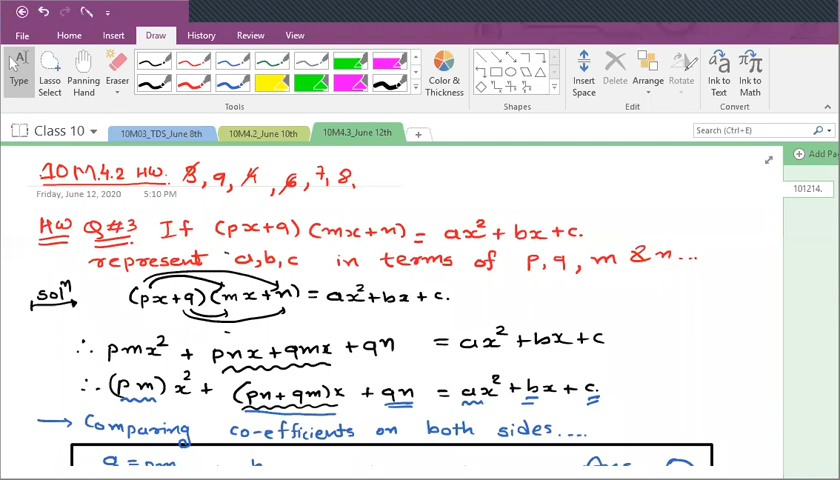 File Home Insert Draw History Review View
Type Lasso Select Panning Hand Eraser Color & Thickness Insert Space Delete Arrange Rotate Ink to Text Ink to Math
Tools Shapes Edit Convert
Class 10 10M03_TDS_June 8th 10M4.2_June 10th 10M4.3_June 12th + Search (Ctrl+E)
Add Pa
10M.4.2 HW. 3, 9, 4, 6, 7, 8,
Friday, June 12, 2020 5:10 PM
101214.
HW Q#3 If (px+q)(mx+n) = ax²+bx+c.
represent a,b,c in terms of p,q,m & n...
solⁿ (px+q)(mx+n) = ax²+bx+c.
∴ pmx² + pnx+qmx + qn = ax²+bx+c
∴ (pm)x² + (pn+qm)x + qn = ax²+bx+c.
→ Comparing co-efficients on both sides....